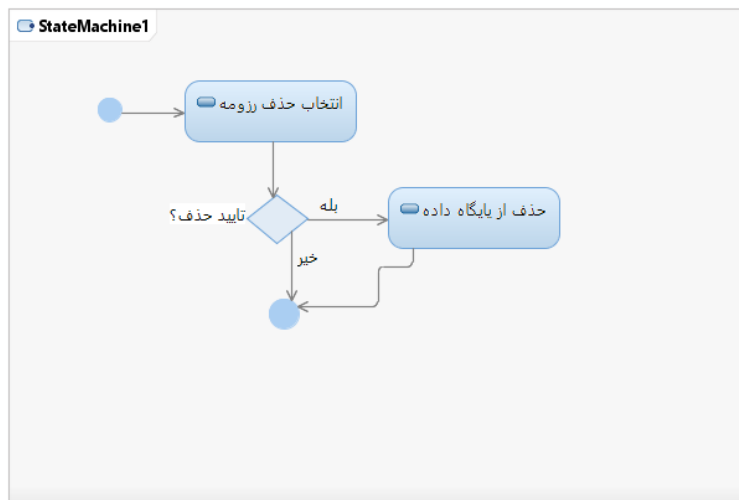 StateMachine1
انتخاب حذف رزومه
تایید حذف؟
بله
حذف از پایگاه داده
خیر